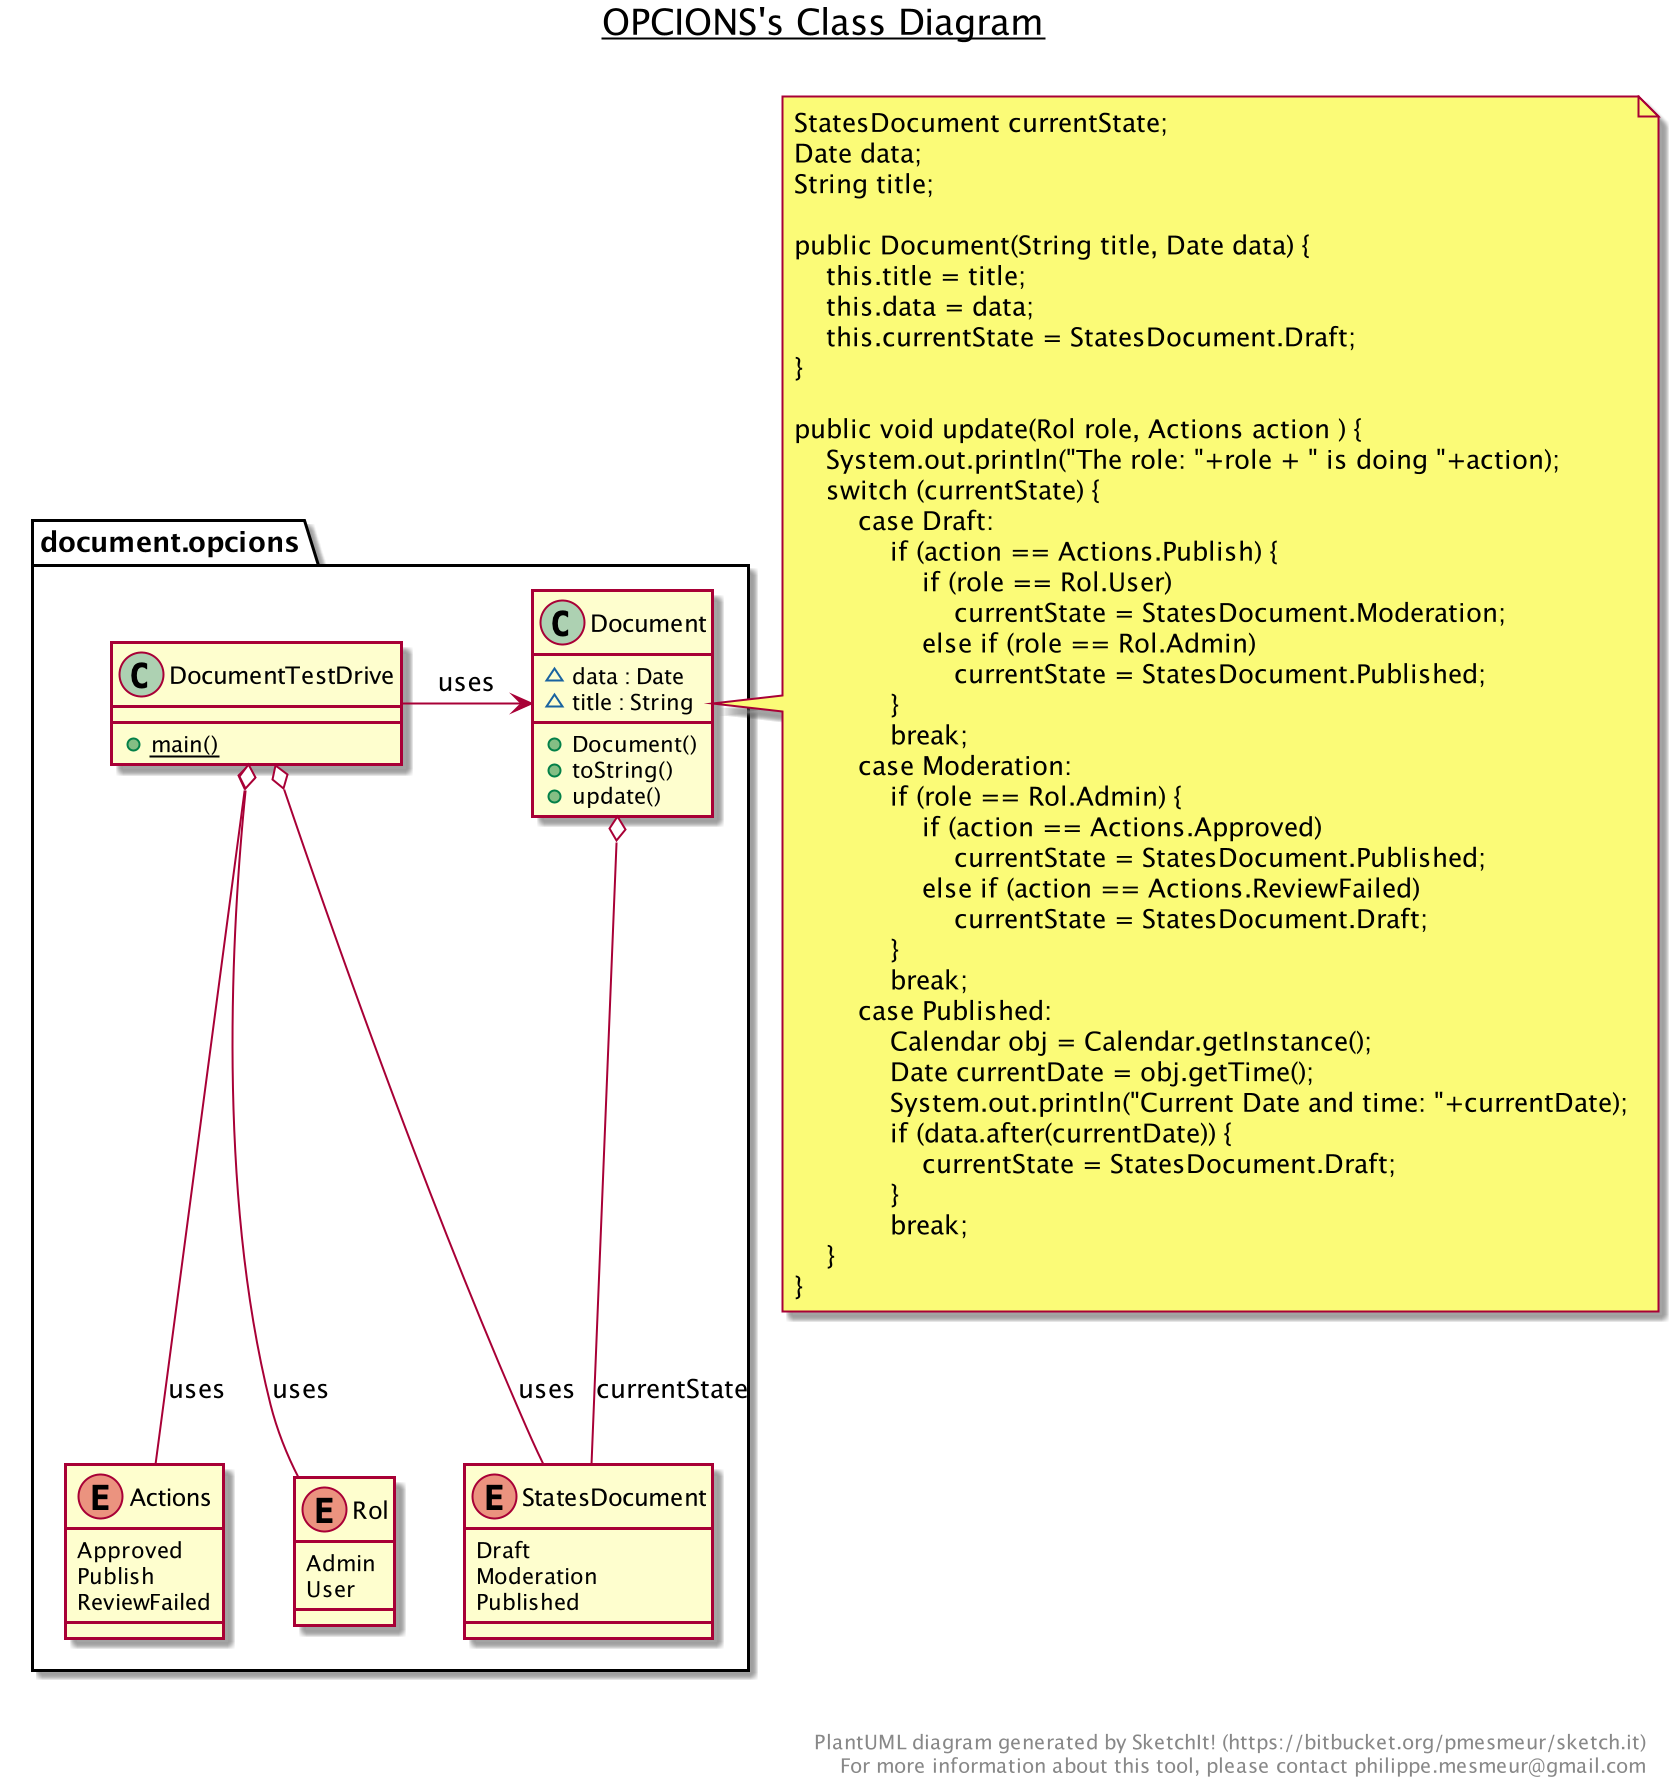 OPCIONS's Class Diagram
StatesDocument currentState;
Date data;
String title;
public Document(String title, Date data) {
this.title = title;
this.data = data;
this.currentState = StatesDocument.Draft;
}
public void update(Rol role, Actions action ) {
System.out.println("The role: "+role + " is doing "+action);
switch (currentState) {
case Draft:
if (action == Actions.Publish) {
if (role == Rol.User)
currentState = StatesDocument.Moderation;
else if (role == Rol.Admin)
currentState = StatesDocument.Published;
}
break;
case Moderation:
if (role == Rol.Admin) {
if (action == Actions.Approved)
currentState = StatesDocument.Published;
else if (action == Actions.ReviewFailed)
currentState = StatesDocument.Draft;
}
break;
case Published:
Calendar obj = Calendar.getInstance();
Date currentDate = obj.getTime();
System.out.println("Current Date and time: "+currentDate);
if (data.after(currentDate)) {
currentState = StatesDocument.Draft;
}
break;
}
}
document.opcions
C DocumentTestDrive
main()
uses
C Document
data : Date
title : String
Document()
toString()
update()
uses
uses
uses
currentState
E Actions
Approved
Publish
ReviewFailed
E Rol
Admin
User
E StatesDocument
Draft
Moderation
Published
PlantUML diagram generated by SketchIt! (https://bitbucket.org/pmesmeur/sketch.it)
For more information about this tool, please contact philippe.mesmeur@gmail.com